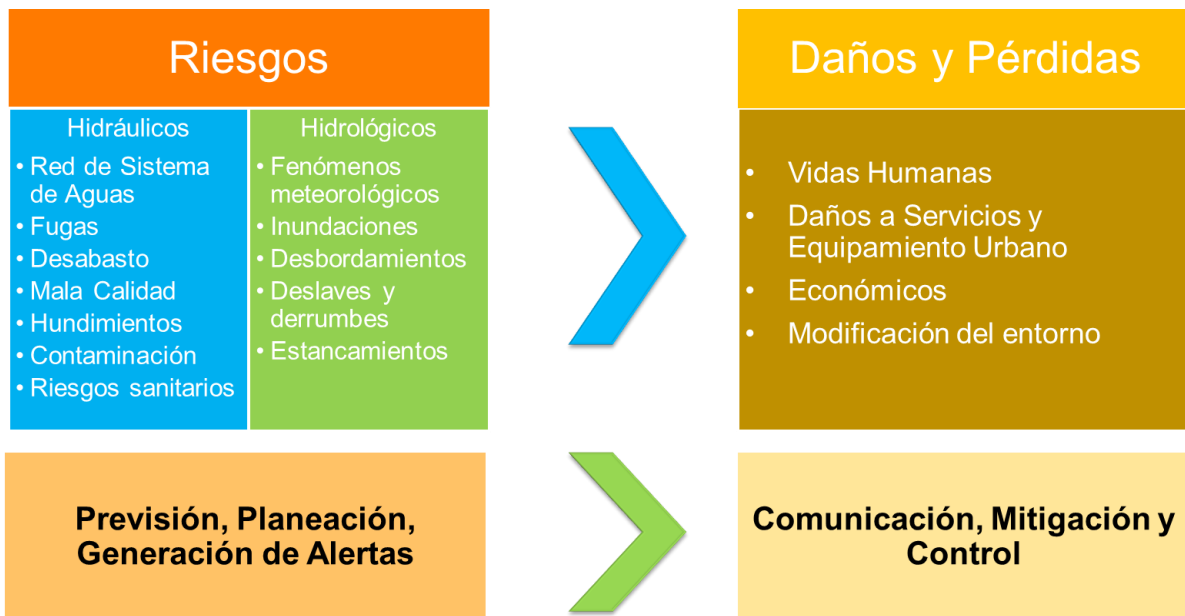 Riesgos
Hidráulicos
• Red de Sistema
de Aguas
• Fugas
• Desabasto
• Mala Calidad
• Hundimientos
• Contaminación
• Riesgos sanitarios
Hidrológicos
• Fenómenos
meteorológicos
• Inundaciones
• Desbordamientos
• Deslaves y
derrumbes
• Estancamientos
Daños y Pérdidas
• Vidas Humanas
• Daños a Servicios y
Equipamiento Urbano
• Económicos
• Modificación del entorno
Previsión, Planeación,
Generación de Alertas
Comunicación, Mitigación y
Control